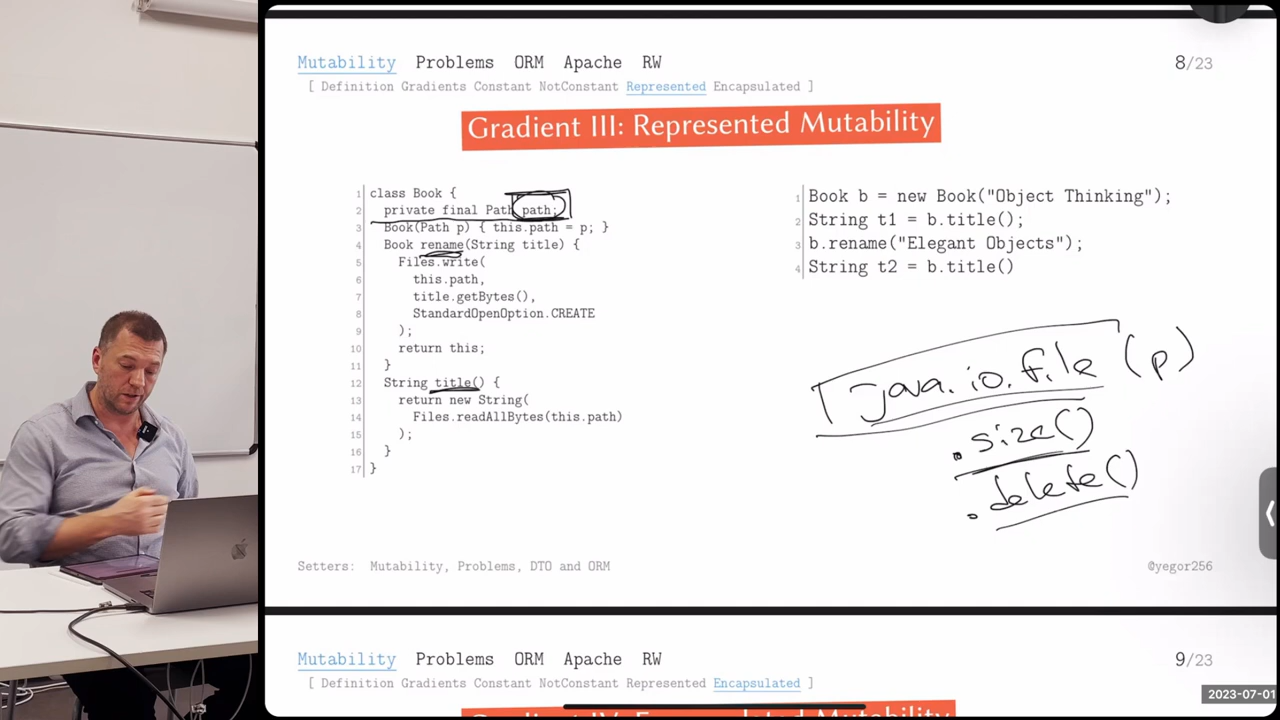 Mutability Problems ORM Apache RW
8/23
[ Definition Gradients Constant NotConstant Represented Encapsulated ]
Gradient III: Represented Mutability
1 class Book {
2 private final Path path;
3 Book(Path p) { this.path = p; }
4 Book rename(String title) {
5 Files.write(
6 this.path,
7 title.getBytes(),
8 StandardOpenOption.CREATE
9 );
10 return this;
11 }
12 String title() {
13 return new String(
14 Files.readAllBytes(this.path)
15 );
16 }
17 }
1 Book b = new Book("Object Thinking");
2 String t1 = b.title();
3 b.rename("Elegant Objects");
4 String t2 = b.title()
java.io.file (p)
.size()
.delete()
Setters: Mutability, Problems, DTO and ORM
@yegor256
Mutability Problems ORM Apache RW
9/23
[ Definition Gradients Constant NotConstant Represented Encapsulated ]
Gradient IV: Encapsulated Mutability
2023-07-01